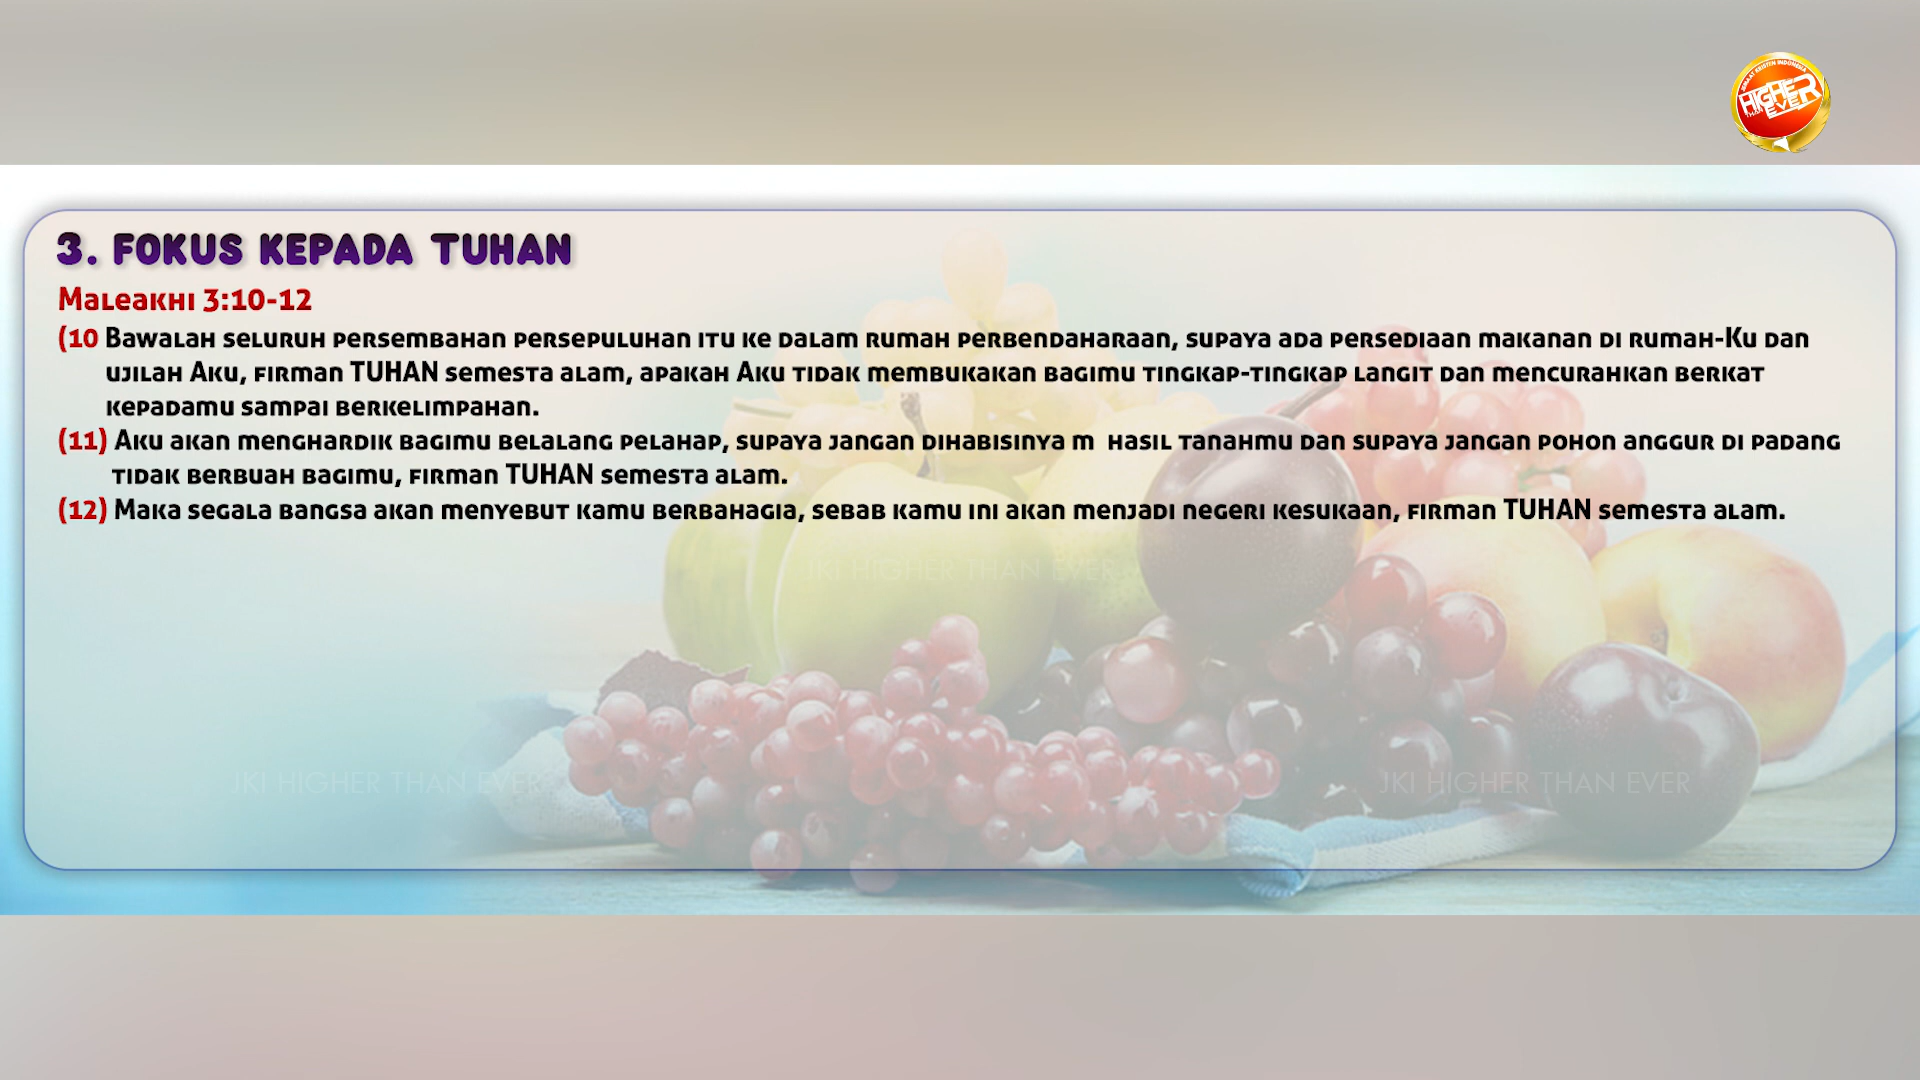 JEMAAT KRISTEN INDONESIA
HIGHER
THAN EVER
3. FOKUS KEPADA TUHAN
Maleakhi 3:10-12
(10 Bawalah seluruh persembahan persepuluhan itu ke dalam rumah perbendaharaan, supaya ada persediaan makanan di rumah-Ku dan
ujilah Aku, firman TUHAN semesta alam, apakah Aku tidak membukakan bagimu tingkap-tingkap langit dan mencurahkan berkat
kepadamu sampai berkelimpahan.
(11) Aku akan menghardik bagimu belalang pelahap, supaya jangan dihabisinya m hasil tanahmu dan supaya jangan pohon anggur di padang
tidak berbuah bagimu, firman TUHAN semesta alam.
(12) Maka segala bangsa akan menyebut kamu berbahagia, sebab kamu ini akan menjadi negeri kesukaan, firman TUHAN semesta alam.
JKI HIGHER THAN EVER
JKI HIGHER THAN EVER
JKI HIGHER THAN EVER